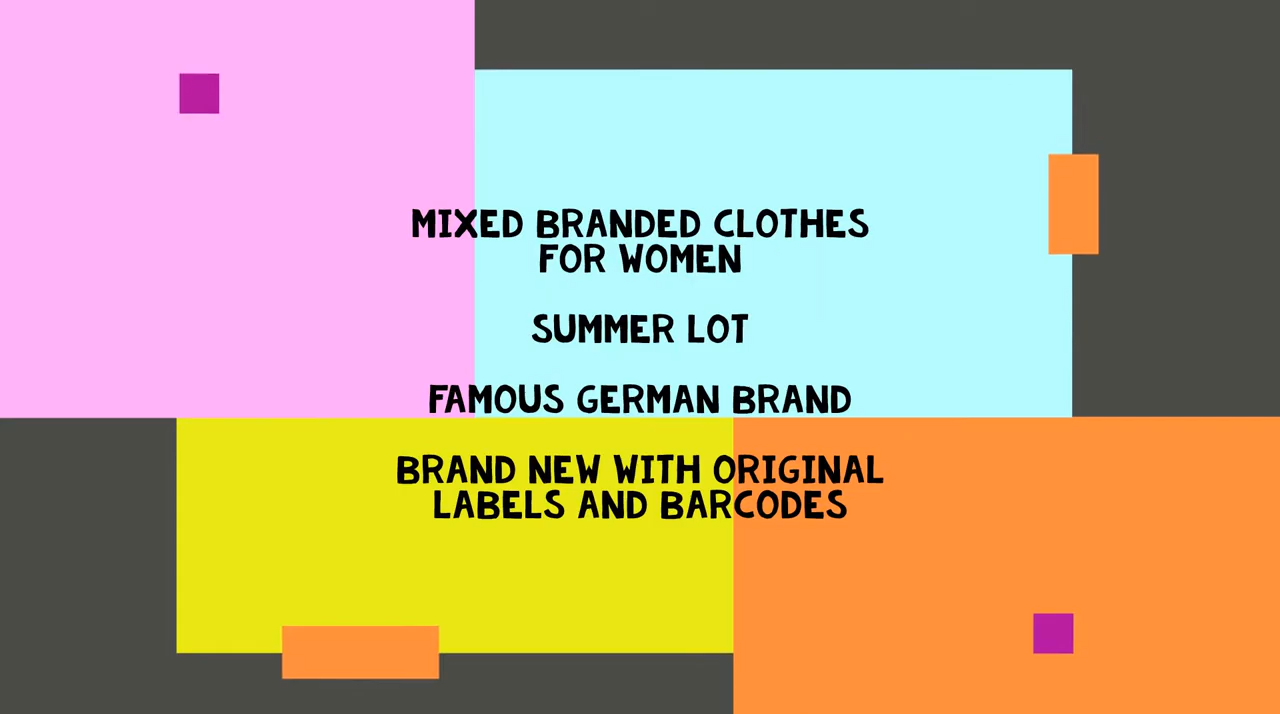 MIXED BRANDED CLOTHES
FOR WOMEN
SUMMER LOT
FAMOUS GERMAN BRAND
BRAND NEW WITH ORIGINAL
LABELS AND BARCODES